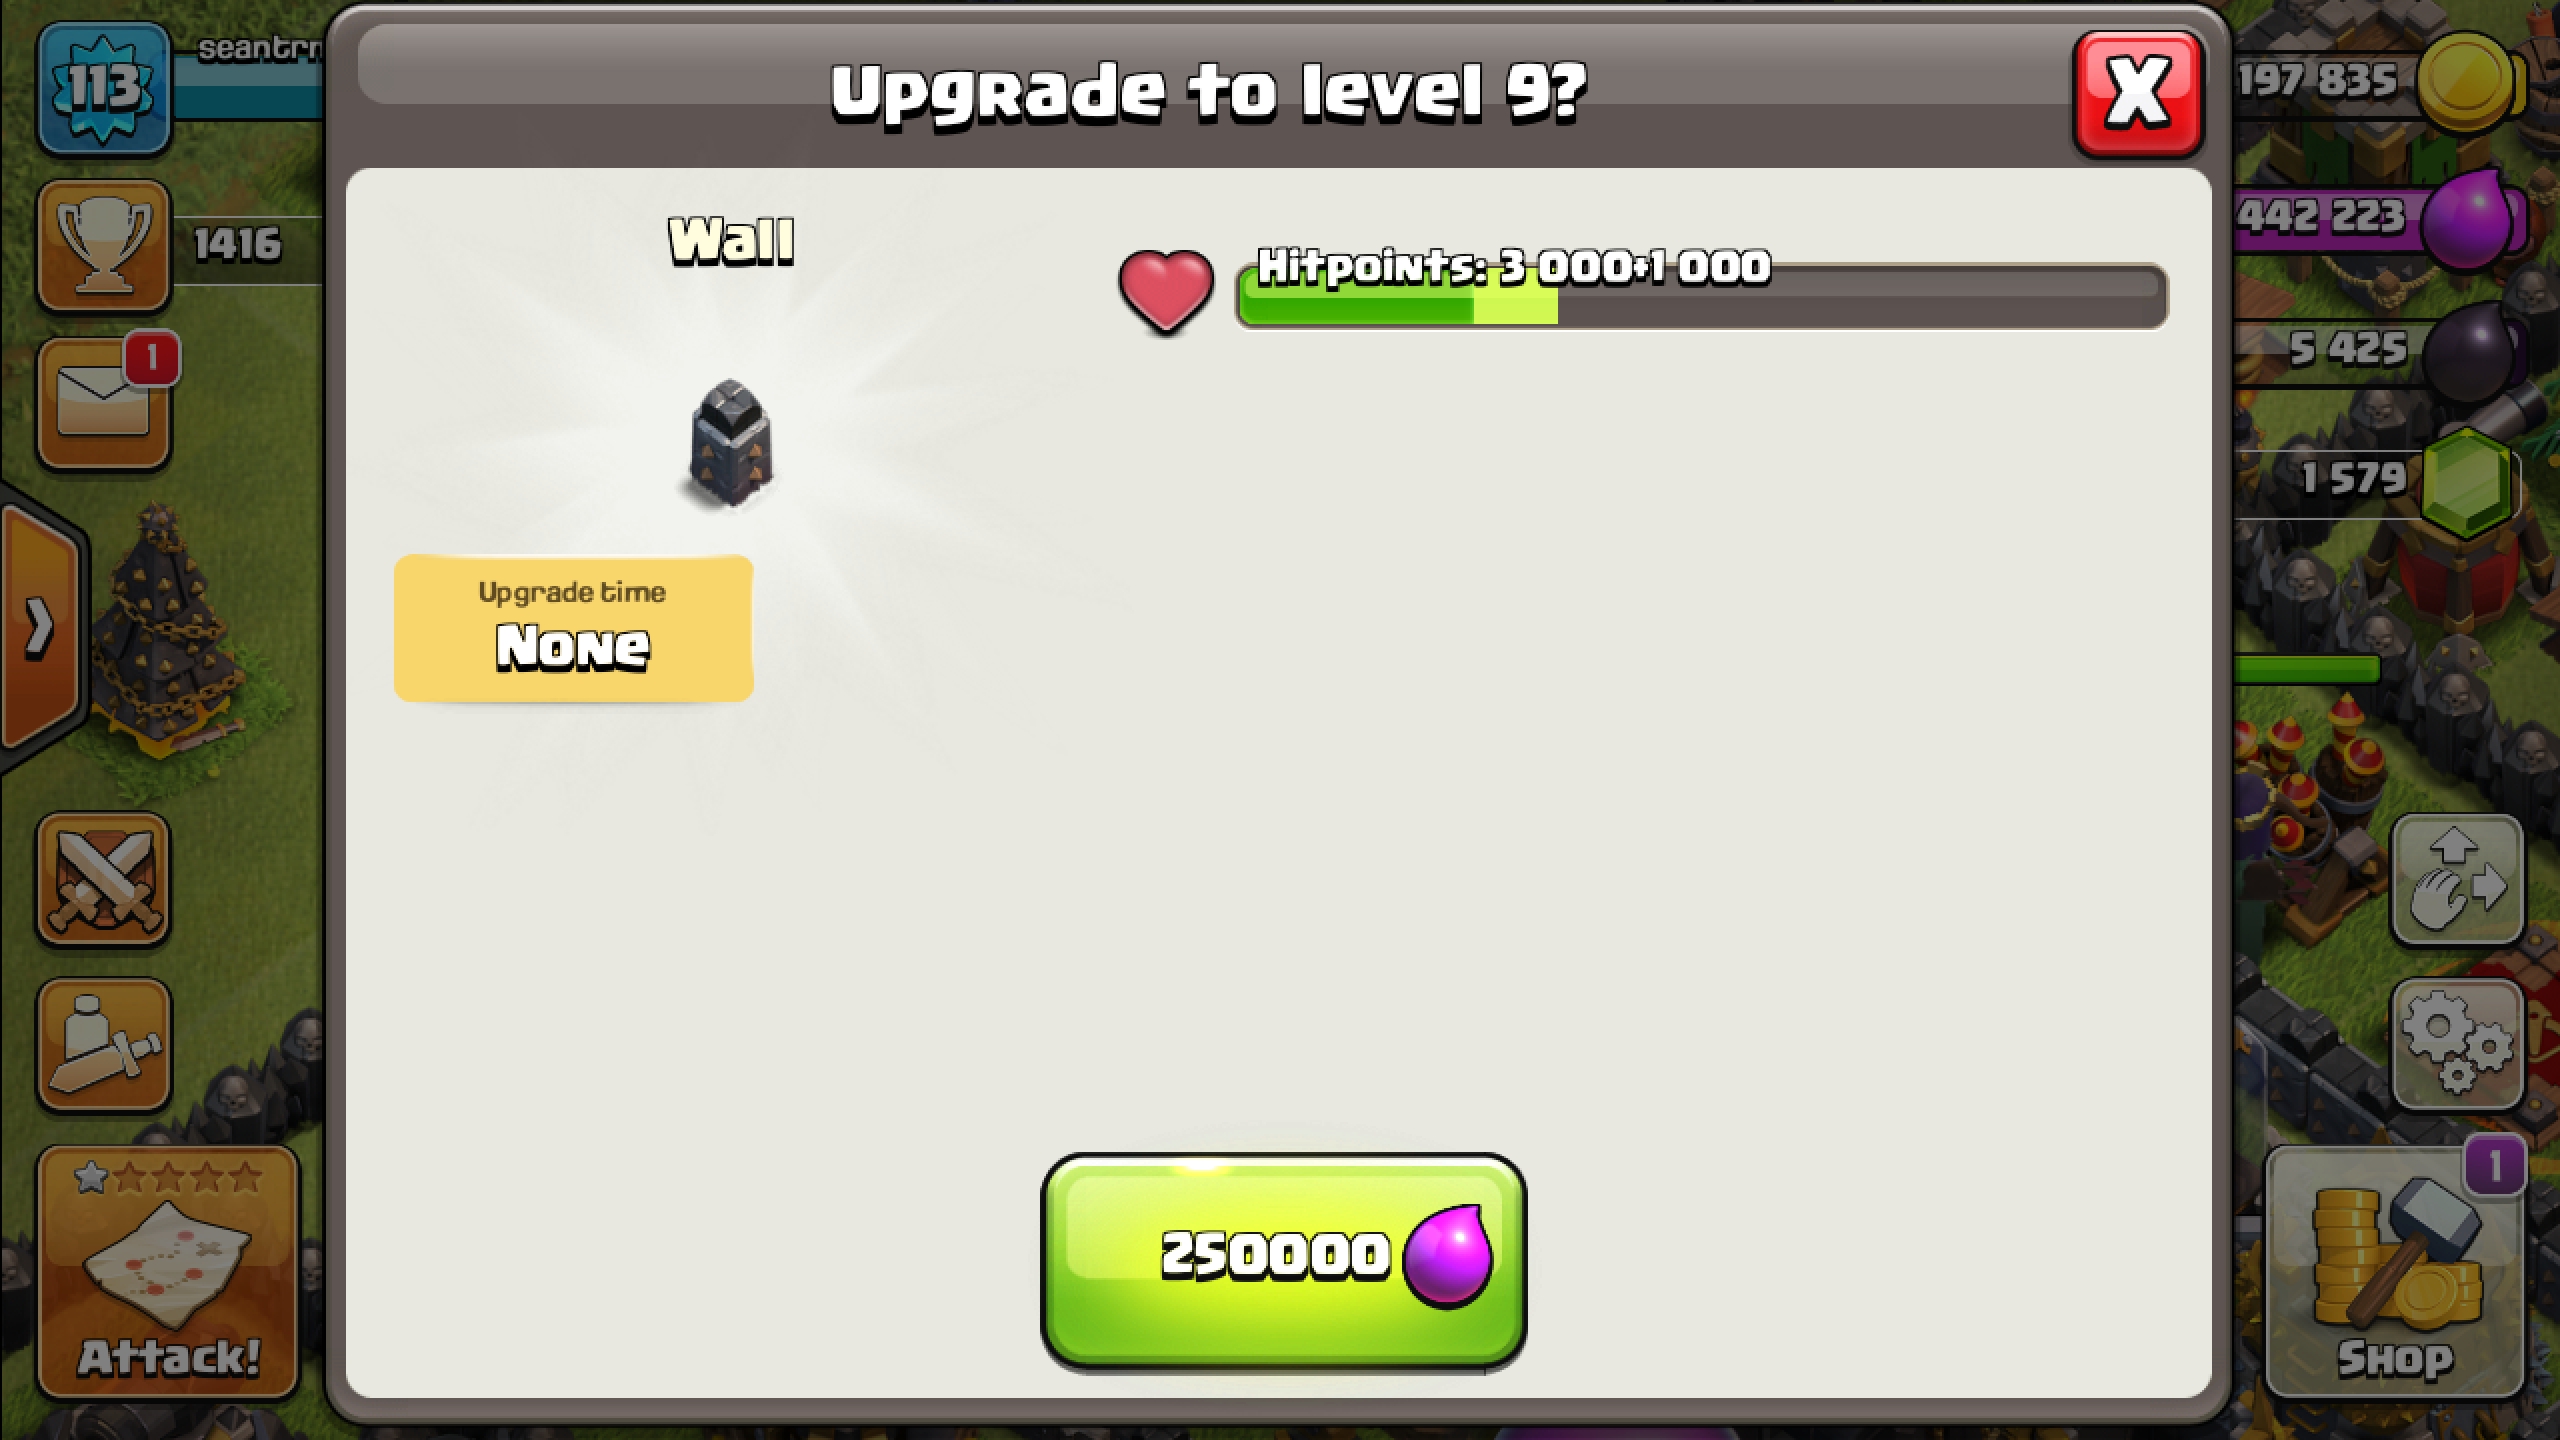 113
seantrn
Upgrade to level 9?
X
197 835
Wall
442 223
1416
Hitpoints: 3 000+1 000
1
5 425
1 579
Upgrade time
None
1
250000
Attack!
Shop